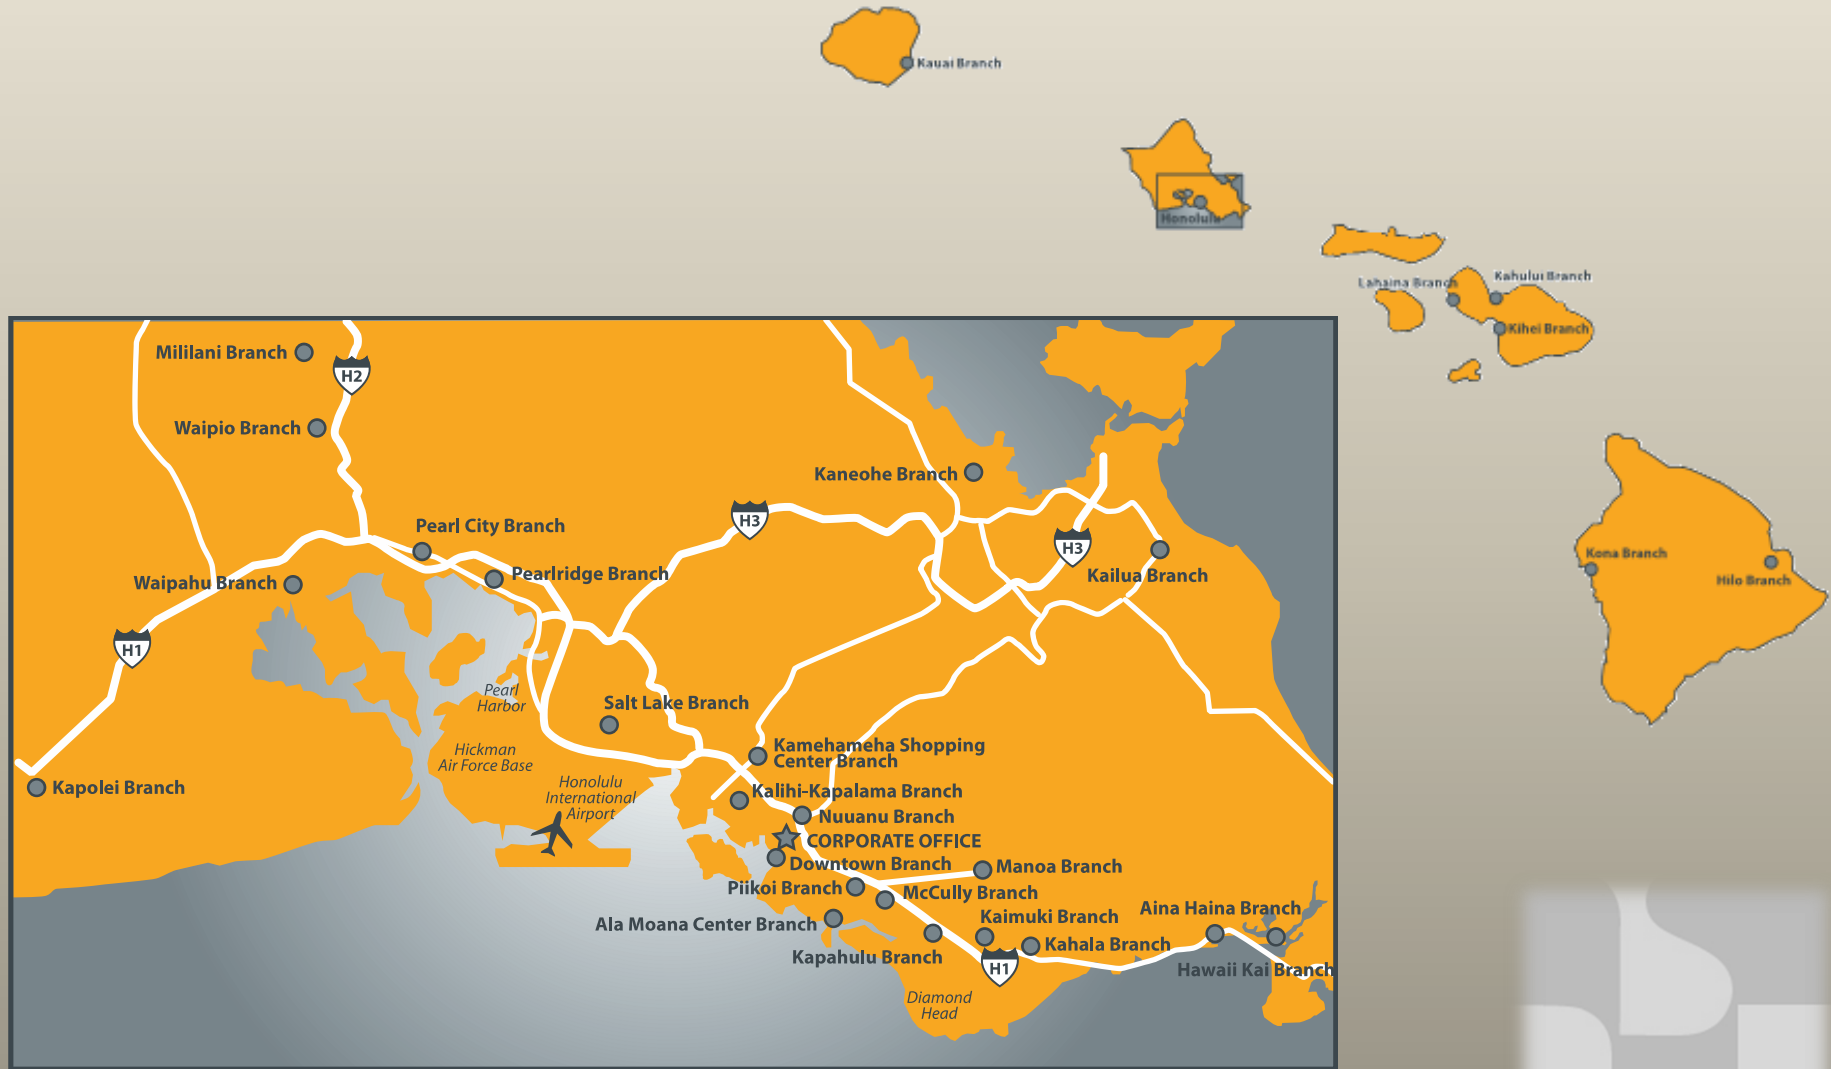 Kauai Branch
Honolulu
Lahaina Branch
Kahului Branch
Kihei Branch
Mililani Branch
H2
Waipio Branch
Kaneohe Branch
Pearl City Branch
H3
H3
Kailua Branch
Kona Branch
Hilo Branch
Waipahu Branch
Pearlridge Branch
H1
Pearl
Harbor
Salt Lake Branch
Hickman
Air Force Base
Kamehameha Shopping
Center Branch
Kapolei Branch
Honolulu
International
Airport
Kalihi-Kapalama Branch
Nuuanu Branch
CORPORATE OFFICE
Downtown Branch
Manoa Branch
Piikoi Branch
McCully Branch
Ala Moana Center Branch
Kaimuki Branch
Aina Haina Branch
Kapahulu Branch
Kahala Branch
H1
Hawaii Kai Branch
Diamond
Head